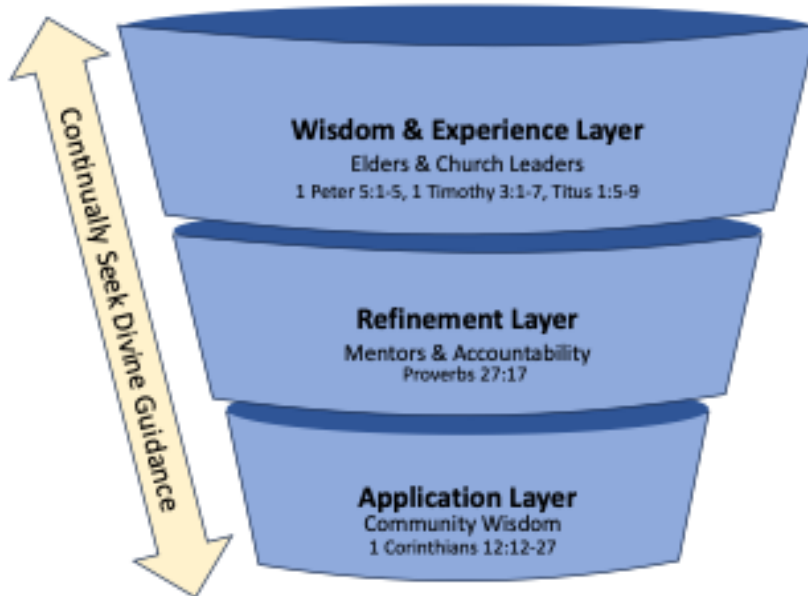 Continually Seek Divine Guidance
Wisdom & Experience Layer
Elders & Church Leaders
1 Peter 5:1-5, 1 Timothy 3:1-7, Titus 1:5-9
Refinement Layer
Mentors & Accountability
Proverbs 27:17
Application Layer
Community Wisdom
1 Corinthians 12:12-27